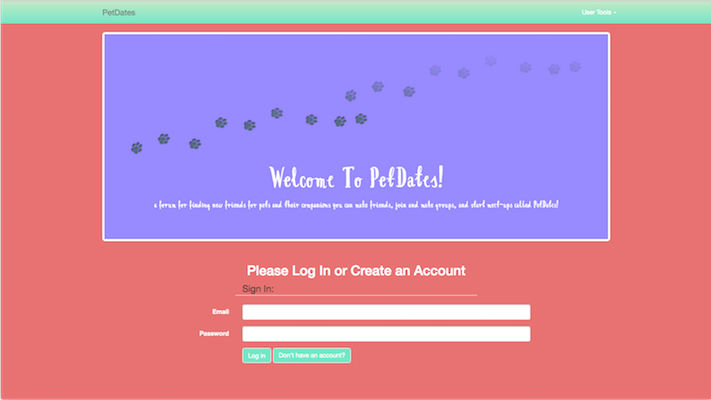 PetDates
User Tools
Welcome To PetDates!
a forum for finding new friends for pets and their companions you can make friends, join and make groups, and start meet-ups called PetDates!
Please Log In or Create an Account
Sign In:
Email
Password
Log in
Don't have an account?